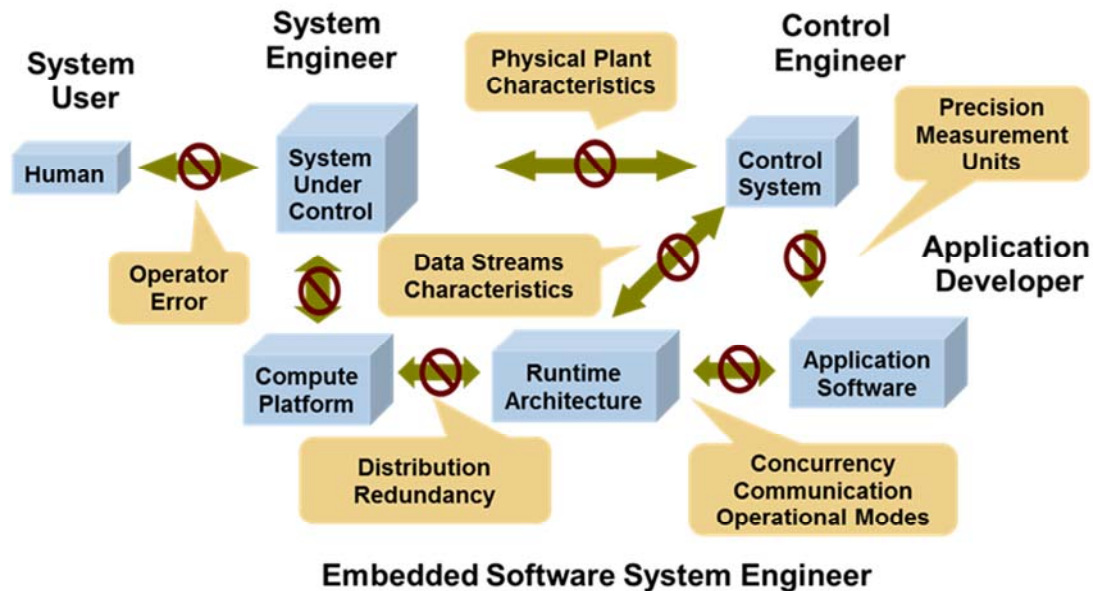 System
User
System
Engineer
Physical Plant
Characteristics
Control
Engineer
Precision
Measurement
Units
Human
System
Under
Control
Control
System
Operator
Error
Data Streams
Characteristics
Application
Developer
Compute
Platform
Runtime
Architecture
Application
Software
Distribution
Redundancy
Concurrency
Communication
Operational Modes
Embedded Software System Engineer